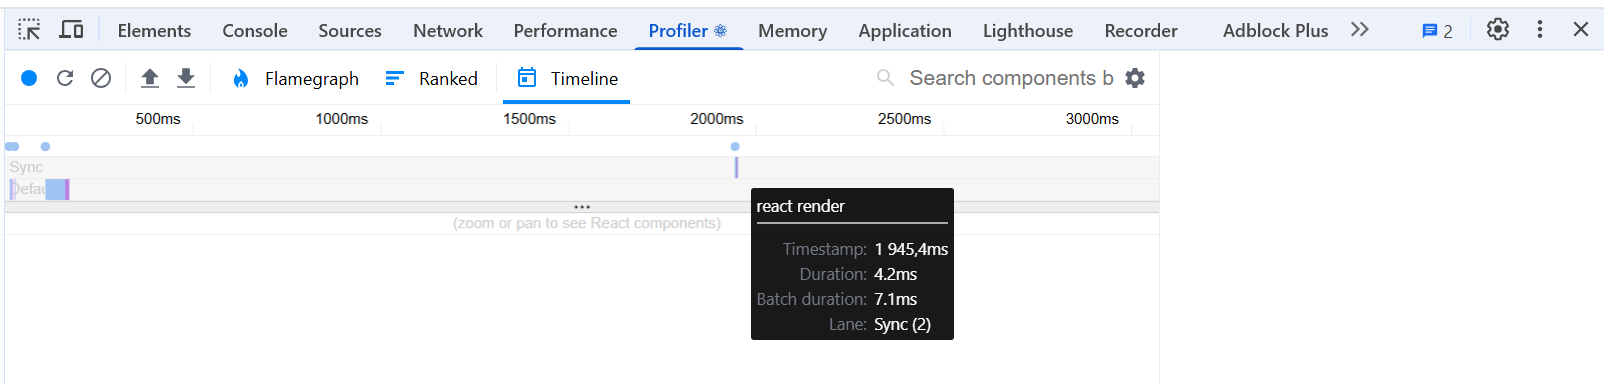 Elements Console Sources Network Performance Profiler ⚛ Memory Application Lighthouse Recorder Adblock Plus 2
Flamegraph Ranked Timeline Search components b
500ms 1000ms 1500ms 2000ms 2500ms 3000ms
Sync
Defau
(zoom or pan to see React components)
react render
Timestamp: 1 945,4ms
Duration: 4.2ms
Batch duration: 7.1ms
Lane: Sync (2)